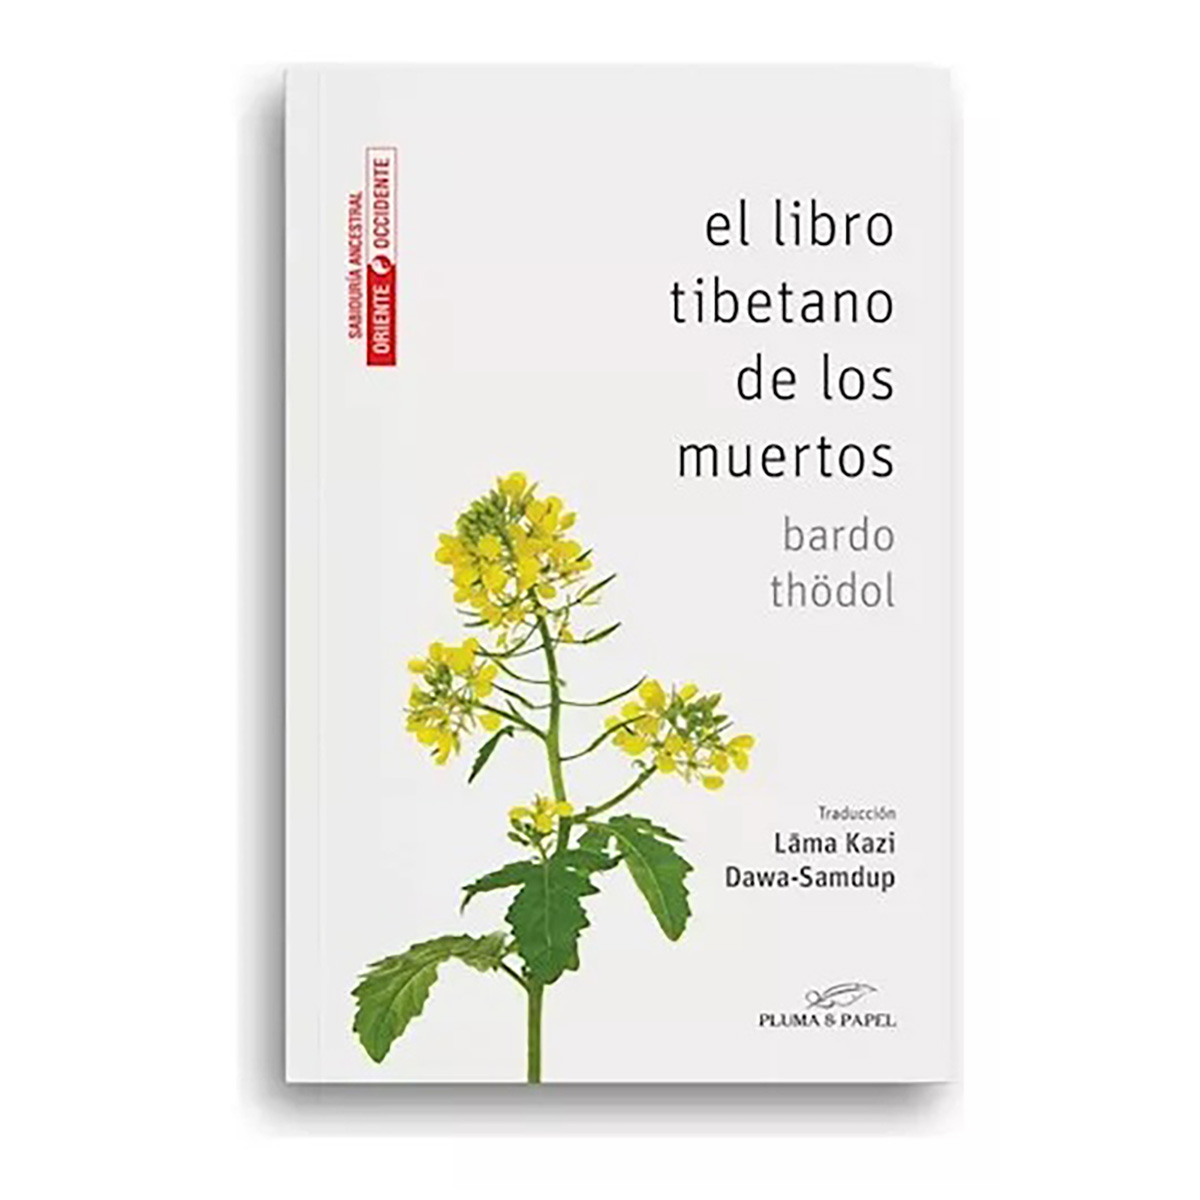 SABIDURÍA ANCESTRAL
ORIENTE OCCIDENTE
el libro
tibetano
de los
muertos
bardo
thödol
Traducción
Lāma Kazi
Dawa-Samdup
PLUMA & PAPEL